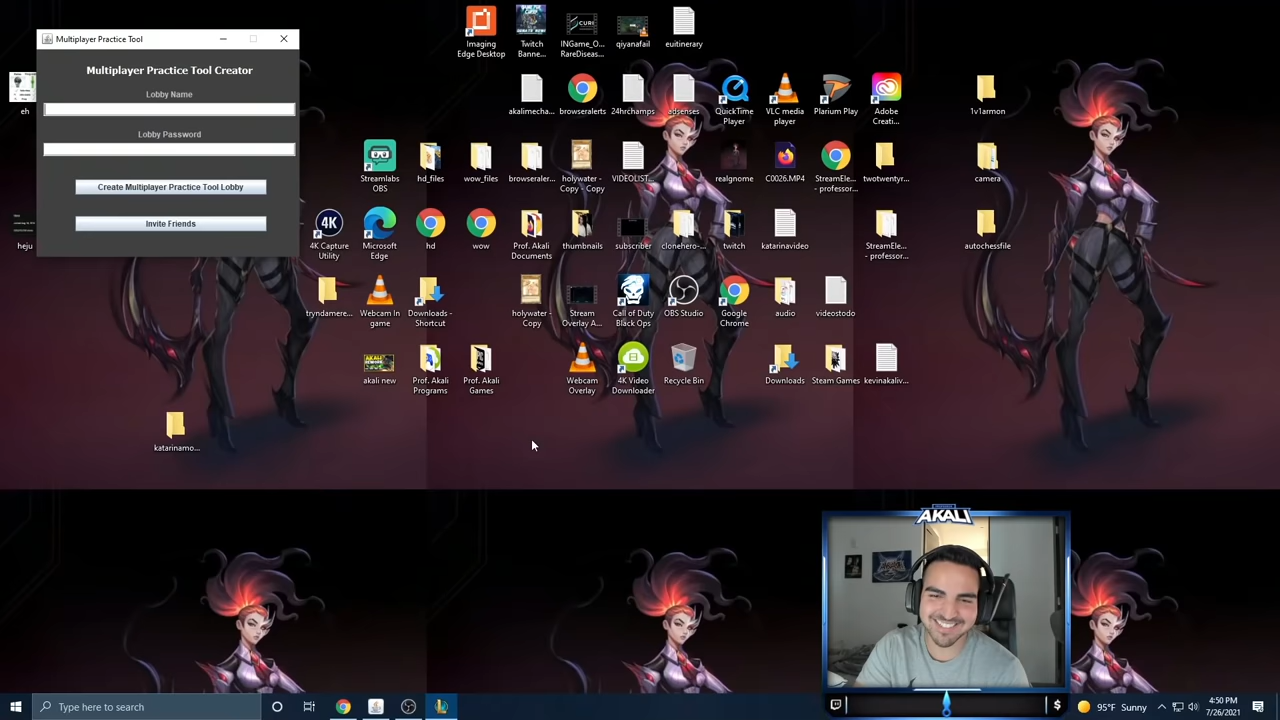 Multiplayer Practice Tool
Multiplayer Practice Tool Creator
Lobby Name
Lobby Password
Create Multiplayer Practice Tool Lobby
Invite Friends
eh
heju
Imaging
Edge Desktop
Twitch
Banne...
INGame_O...
RareDiseas...
qiyanafail
euitinerary
akalimecha...
browseralerts
24hrchamps
adsenses
QuickTime
Player
VLC media
player
Plarium Play
Adobe
Creati...
1v1armon
Streamlabs
OBS
hd_files
wow_files
browseraler...
holywater
- Copy - Copy
VIDEOLIST...
realgnome
C0026.MP4
StreamEle...
- professor...
twotwentyr...
camera
4K Capture
Utility
Microsoft
Edge
hd
wow
Prof. Akali
Documents
thumbnails
subscriber
clonehero-...
twitch
katarinavideo
StreamEle...
- professor...
autochessfile
tryndamere...
Webcam In
game
Downloads -
Shortcut
holywater -
Copy
Stream
Overlay A...
Call of Duty
Black Ops
OBS Studio
Google
Chrome
audio
videostodo
akali new
Prof. Akali
Programs
Prof. Akali
Games
Webcam
Overlay
4K Video
Downloader
Recycle Bin
Downloads
Steam Games
kevinakaliv...
katarinamo...
AKALI
Type here to search
95°F Sunny
4:50 PM
7/26/2021